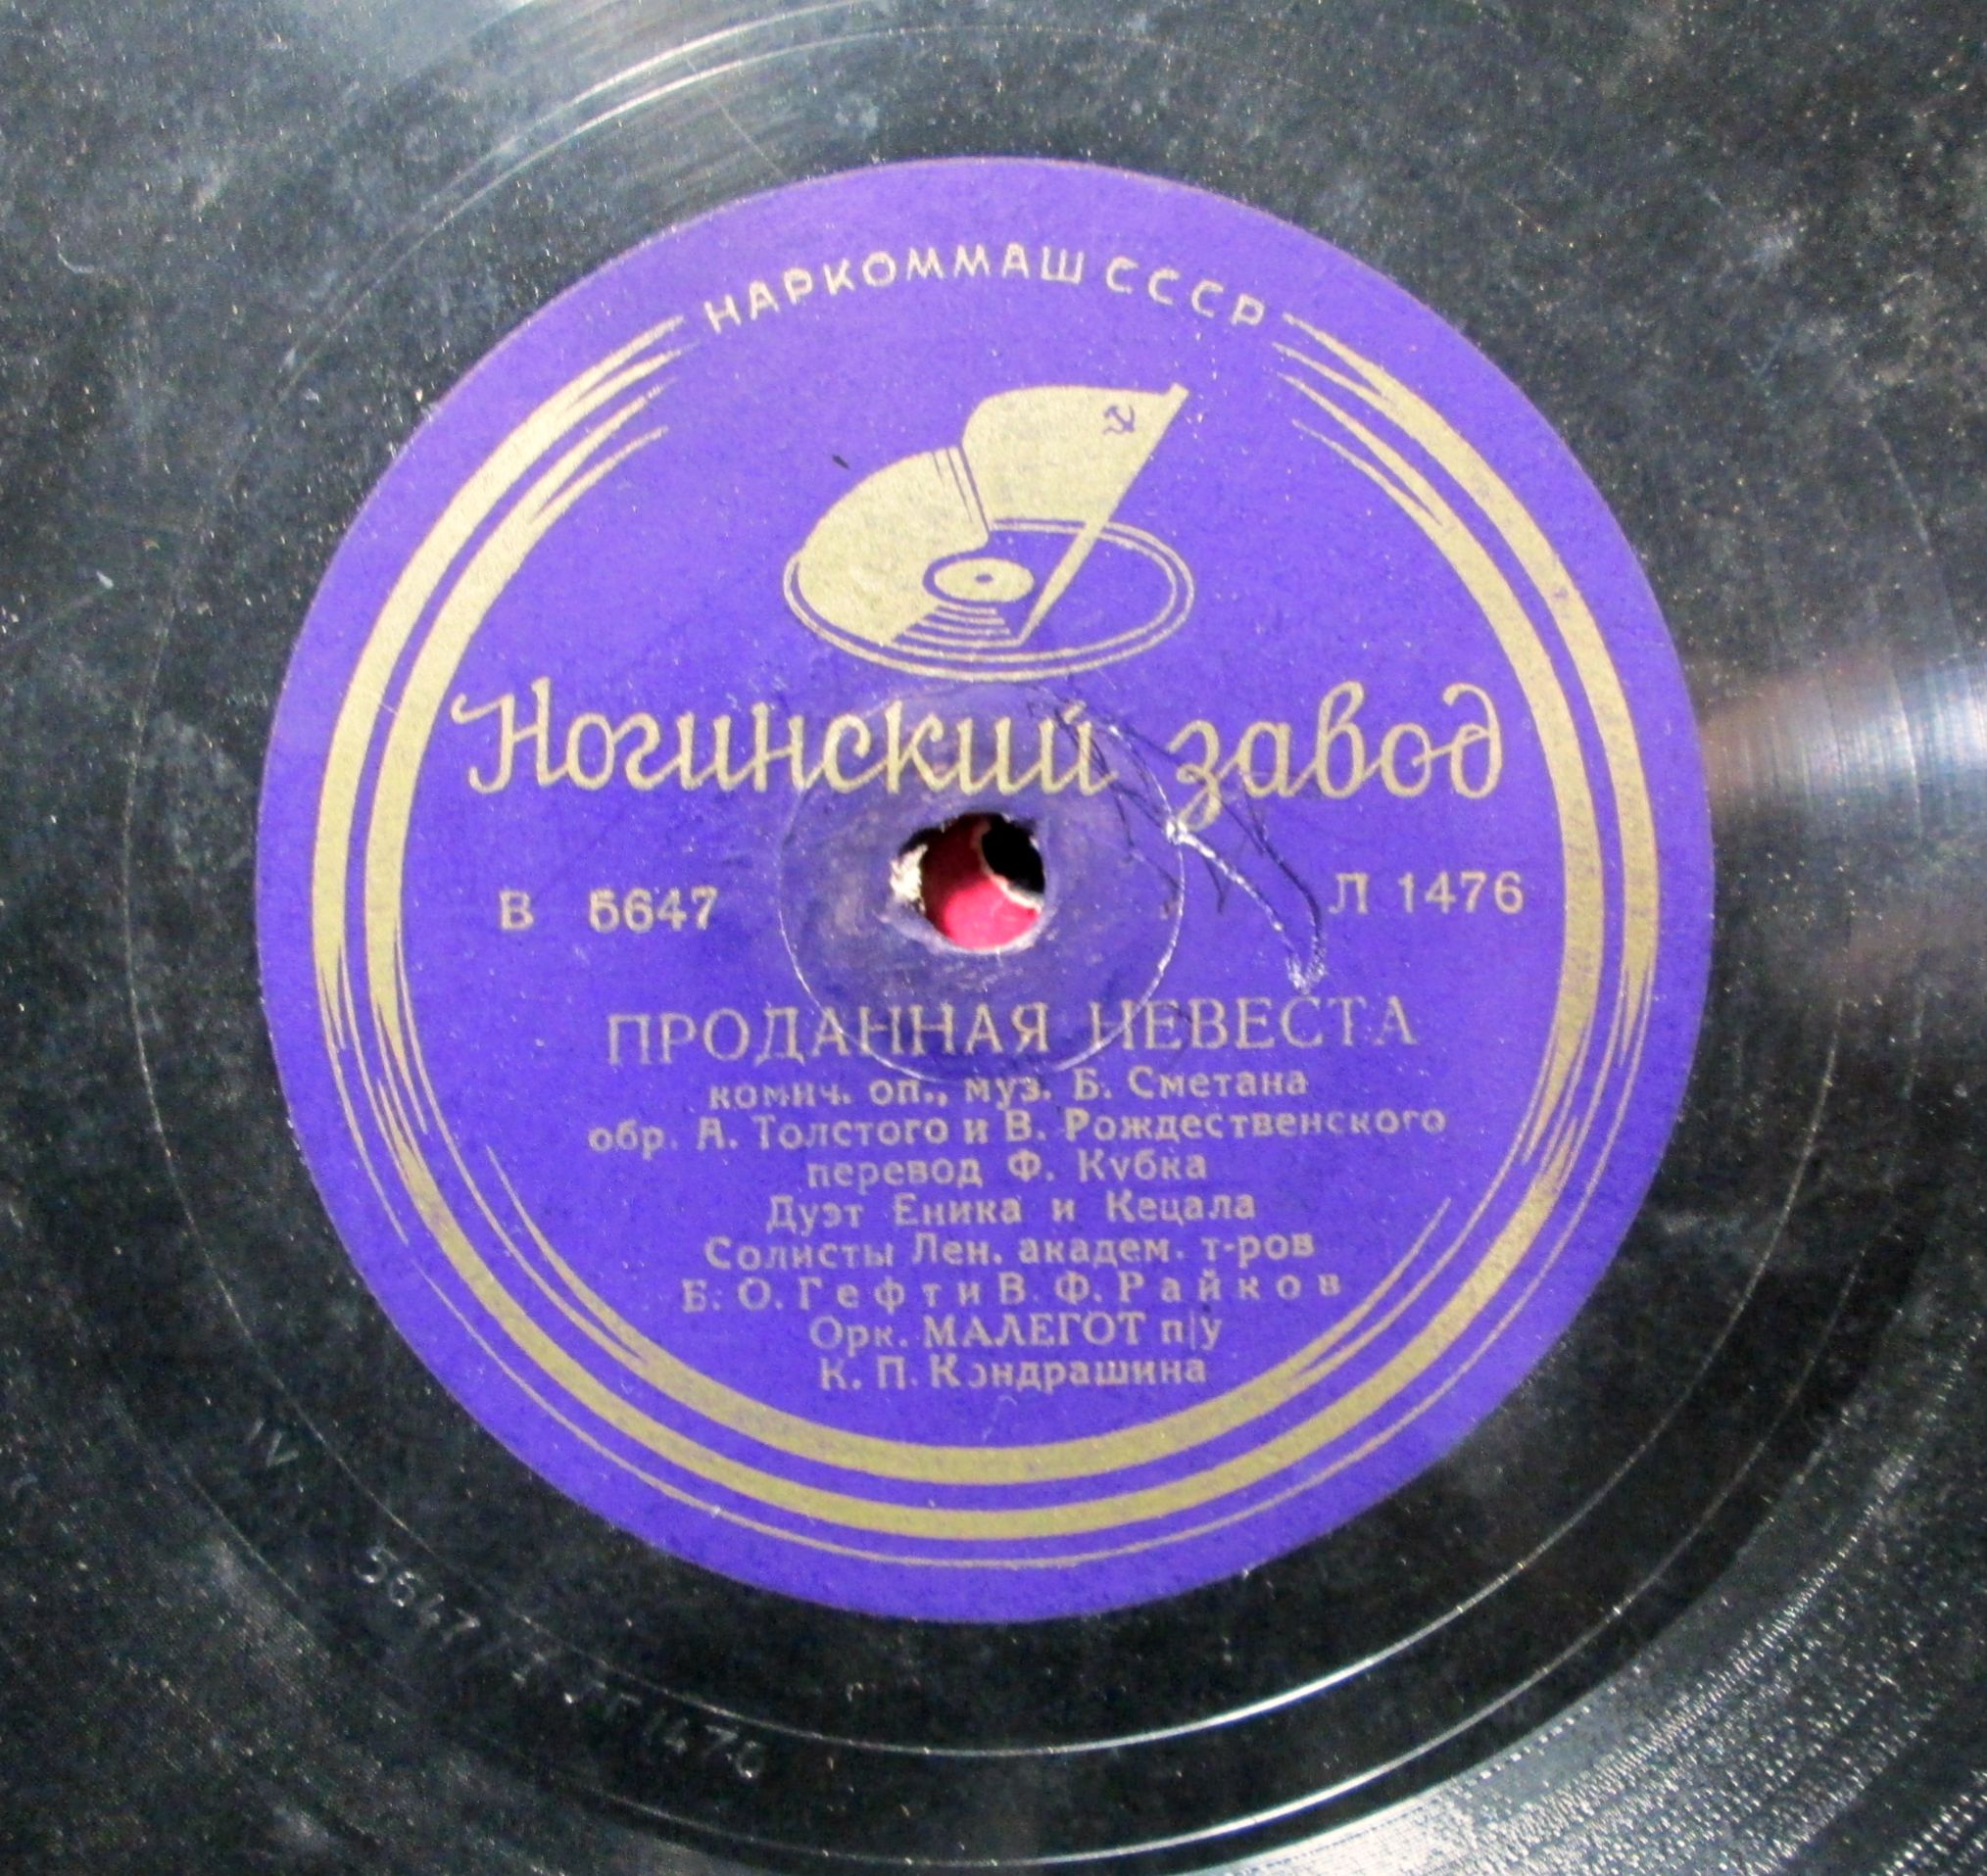 НАРКОММАШ СССР
Ногинский завод
В 5647
Л 1476
ПРОДАННАЯ НЕВЕСТА
комич. оп., муз. Б. Сметана
обр. А. Толстого и В. Рождественского
перевод Ф. Кубка
Дуэт Еника и Кецала
Солисты Лен. академ. т-ров
Б. О. Гефт и В. Ф. Райков
Орк. МАЛЕГОТ п|у
К. П. Кондрашина
IV